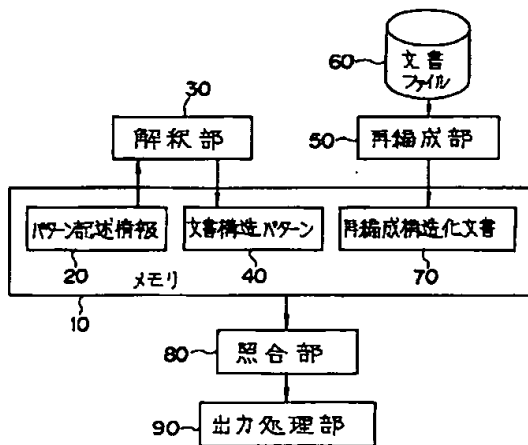 60
文書
ファイル
30
解釈部
50
再編成部
パターン記述情報
文書構造パターン
再編成構造化文書
20
メモリ
40
70
10
80
照合部
90
出力処理部